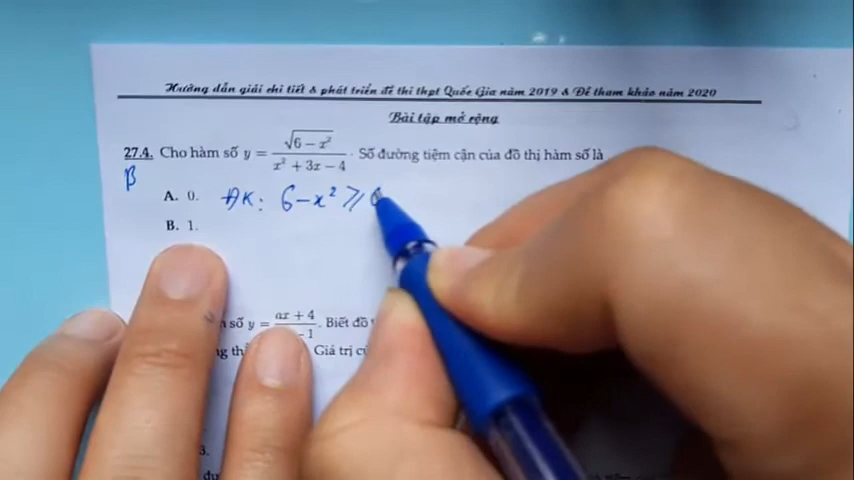 Hướng dẫn giải chi tiết & phát triển đề thi thpt Quốc Gia năm 2019 & Đề tham khảo năm 2020
Bài tập mở rộng
27.4. Cho hàm số y = √(6 − x²) / (x² + 3x − 4) . Số đường tiệm cận của đồ thị hàm số là
B
A. 0. ĐK: 6 − x² ⩾
B. 1.
số y = (ax + 4) / −1 . Biết đồ
Giá trị
3.